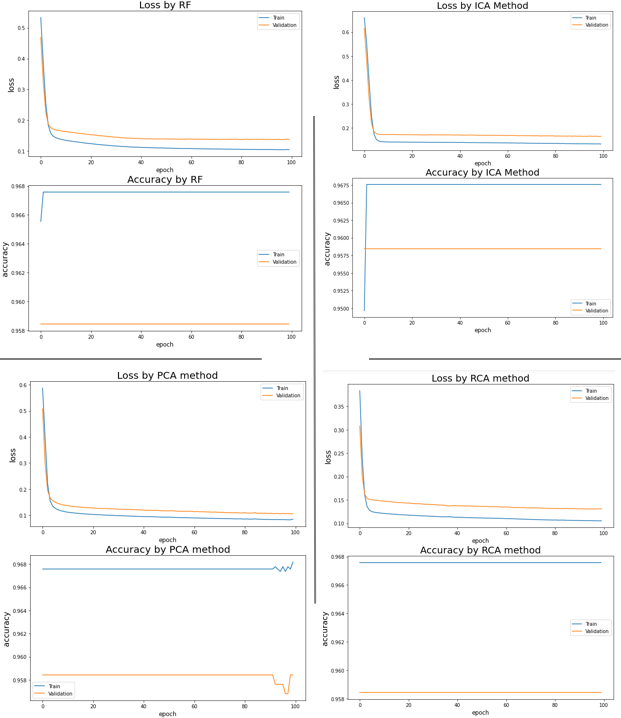 Loss by RF
0.5
0.4
0.3
0.2
0.1
loss
Train
Validation
0 20 40 60 80 100
epoch
Accuracy by RF
0.968
0.966
0.964
0.962
0.960
0.958
accuracy
Train
Validation
0 20 40 60 80 100
epoch
Loss by ICA Method
0.6
0.5
0.4
0.3
0.2
loss
Train
Validation
0 20 40 60 80 100
epoch
Accuracy by ICA Method
0.9675
0.9650
0.9625
0.9600
0.9575
0.9550
0.9525
0.9500
accuracy
Train
Validation
0 20 40 60 80 100
epoch
Loss by PCA method
0.6
0.5
0.4
0.3
0.2
0.1
loss
Train
Validation
0 20 40 60 80 100
epoch
Accuracy by PCA method
0.968
0.966
0.964
0.962
0.960
0.958
accuracy
Train
Validation
0 20 40 60 80 100
epoch
Loss by RCA method
0.35
0.30
0.25
0.20
0.15
0.10
loss
Train
Validation
0 20 40 60 80 100
epoch
Accuracy by RCA method
0.968
0.966
0.964
0.962
0.960
0.958
accuracy
Train
Validation
0 20 40 60 80 100
epoch